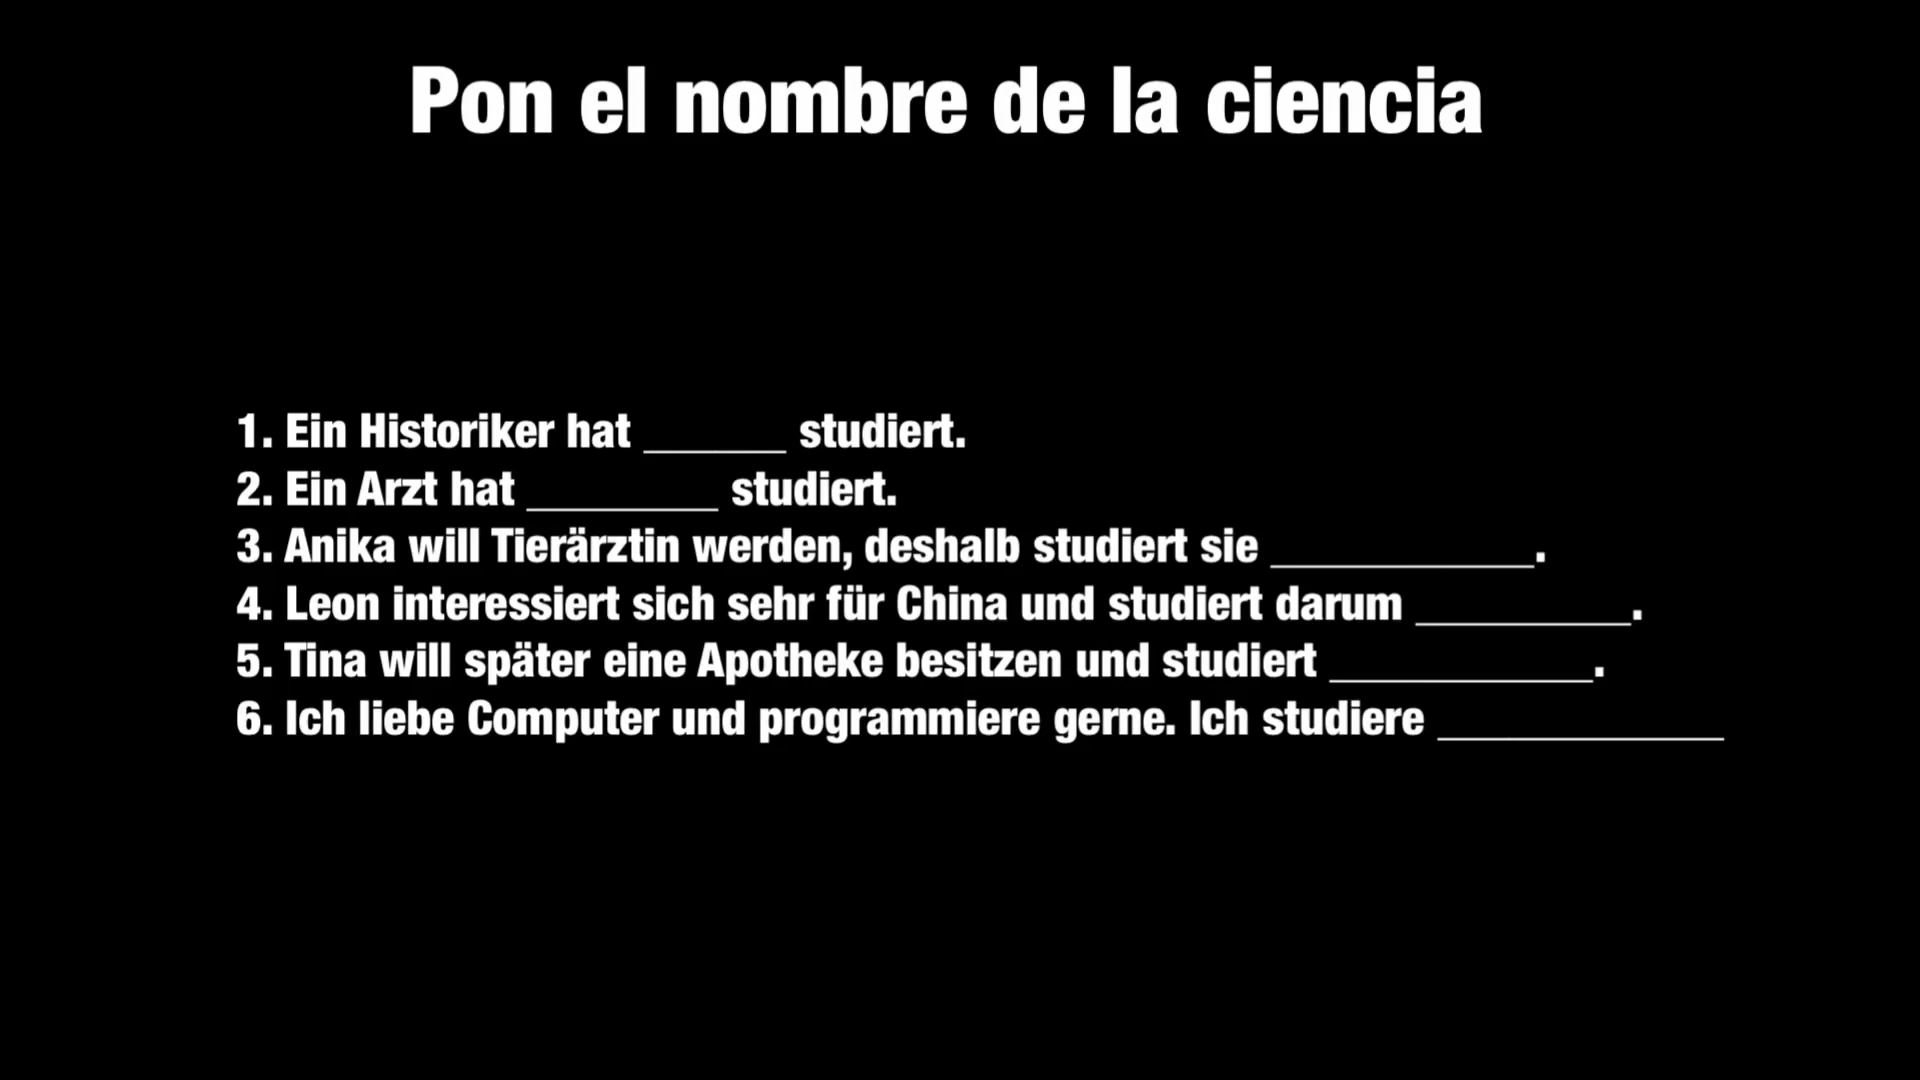 Pon el nombre de la ciencia
1. Ein Historiker hat ______ studiert.
2. Ein Arzt hat ________ studiert.
3. Anika will Tierärztin werden, deshalb studiert sie ___________.
4. Leon interessiert sich sehr für China und studiert darum _________.
5. Tina will später eine Apotheke besitzen und studiert ___________.
6. Ich liebe Computer und programmiere gerne. Ich studiere ____________